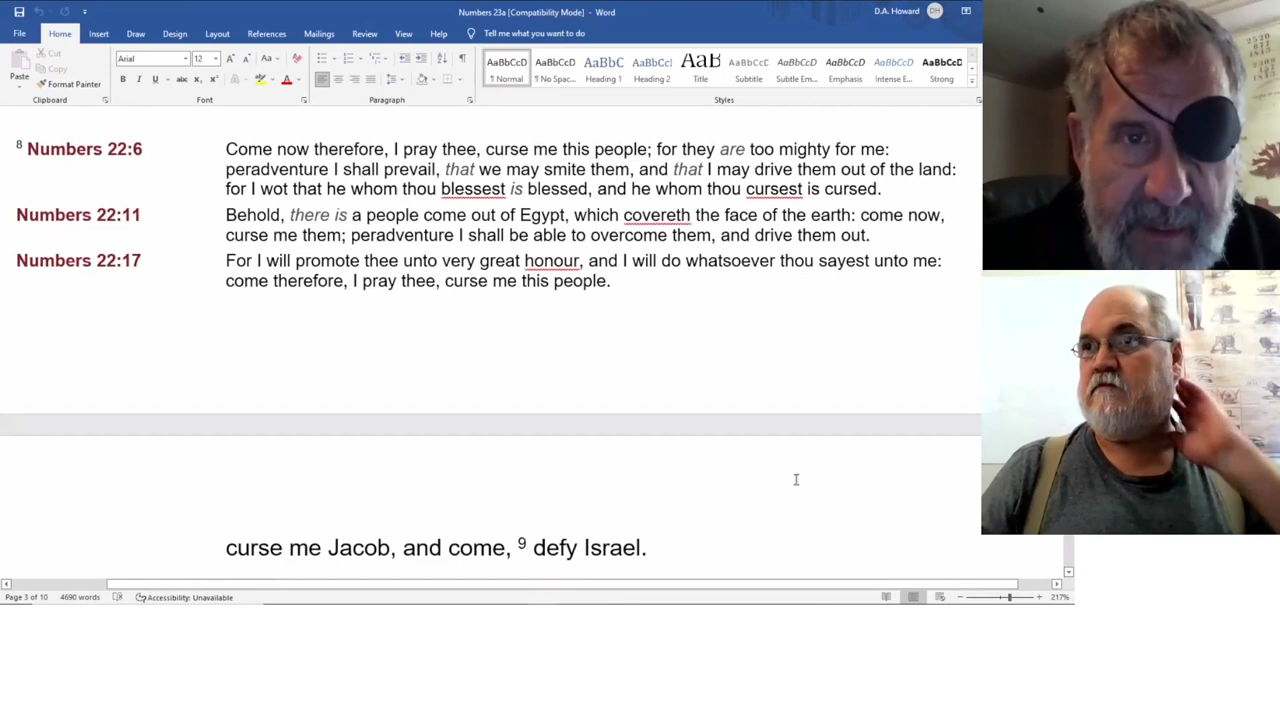 Numbers 23a [Compatibility Mode] - Word
D.A. Howard DH
File Home Insert Draw Design Layout References Mailings Review View Help Tell me what you want to do
Paste Cut Copy Format Painter
Arial 12
B I U abc x₂ x²
AaBbCcD AaBbCcD AaBbC AaBbCcl AaB AaBbCcD AaBbCcD AaBbCcD AaBbCcD AaBbCcD
¶ Normal ¶ No Spac... Heading 1 Heading 2 Title Subtitle Subtle Em... Emphasis Intense E... Strong
Clipboard Font Paragraph Styles
8 Numbers 22:6 Come now therefore, I pray thee, curse me this people; for they are too mighty for me:
peradventure I shall prevail, that we may smite them, and that I may drive them out of the land:
for I wot that he whom thou blessest is blessed, and he whom thou cursest is cursed.
Numbers 22:11 Behold, there is a people come out of Egypt, which covereth the face of the earth: come now,
curse me them; peradventure I shall be able to overcome them, and drive them out.
Numbers 22:17 For I will promote thee unto very great honour, and I will do whatsoever thou sayest unto me:
come therefore, I pray thee, curse me this people.
curse me Jacob, and come, 9 defy Israel.
Page 3 of 10 4690 words Accessibility: Unavailable 217%